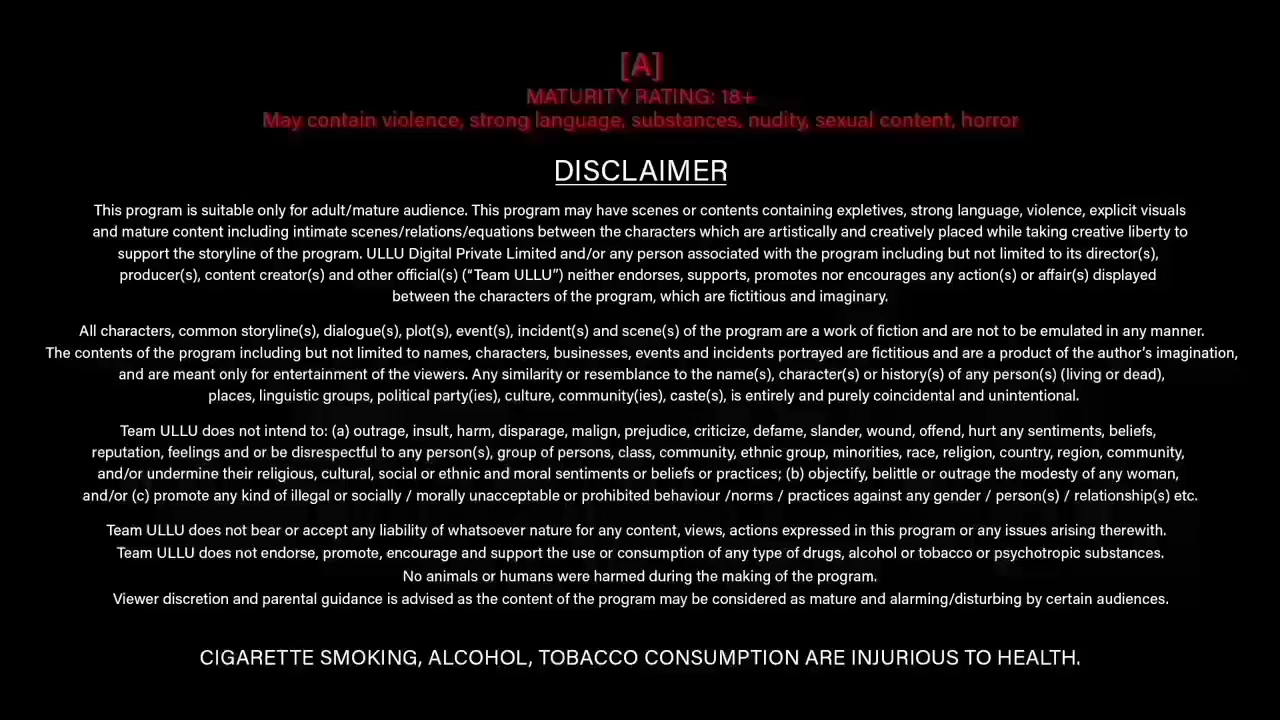 [A]
MATURITY RATING: 18+
May contain violence, strong language, substances, nudity, sexual content, horror
DISCLAIMER
This program is suitable only for adult/mature audience. This program may have scenes or contents containing expletives, strong language, violence, explicit visuals
and mature content including intimate scenes/relations/equations between the characters which are artistically and creatively placed while taking creative liberty to
support the storyline of the program. ULLU Digital Private Limited and/or any person associated with the program including but not limited to its director(s),
producer(s), content creator(s) and other official(s) (“Team ULLU”) neither endorses, supports, promotes nor encourages any action(s) or affair(s) displayed
between the characters of the program, which are fictitious and imaginary.
All characters, common storyline(s), dialogue(s), plot(s), event(s), incident(s) and scene(s) of the program are a work of fiction and are not to be emulated in any manner.
The contents of the program including but not limited to names, characters, businesses, events and incidents portrayed are fictitious and are a product of the author’s imagination,
and are meant only for entertainment of the viewers. Any similarity or resemblance to the name(s), character(s) or history(s) of any person(s) (living or dead),
places, linguistic groups, political party(ies), culture, community(ies), caste(s), is entirely and purely coincidental and unintentional.
Team ULLU does not intend to: (a) outrage, insult, harm, disparage, malign, prejudice, criticize, defame, slander, wound, offend, hurt any sentiments, beliefs,
reputation, feelings and or be disrespectful to any person(s), group of persons, class, community, ethnic group, minorities, race, religion, country, region, community,
and/or undermine their religious, cultural, social or ethnic and moral sentiments or beliefs or practices; (b) objectify, belittle or outrage the modesty of any woman,
and/or (c) promote any kind of illegal or socially / morally unacceptable or prohibited behaviour /norms / practices against any gender / person(s) / relationship(s) etc.
Team ULLU does not bear or accept any liability of whatsoever nature for any content, views, actions expressed in this program or any issues arising therewith.
Team ULLU does not endorse, promote, encourage and support the use or consumption of any type of drugs, alcohol or tobacco or psychotropic substances.
No animals or humans were harmed during the making of the program.
Viewer discretion and parental guidance is advised as the content of the program may be considered as mature and alarming/disturbing by certain audiences.
CIGARETTE SMOKING, ALCOHOL, TOBACCO CONSUMPTION ARE INJURIOUS TO HEALTH.